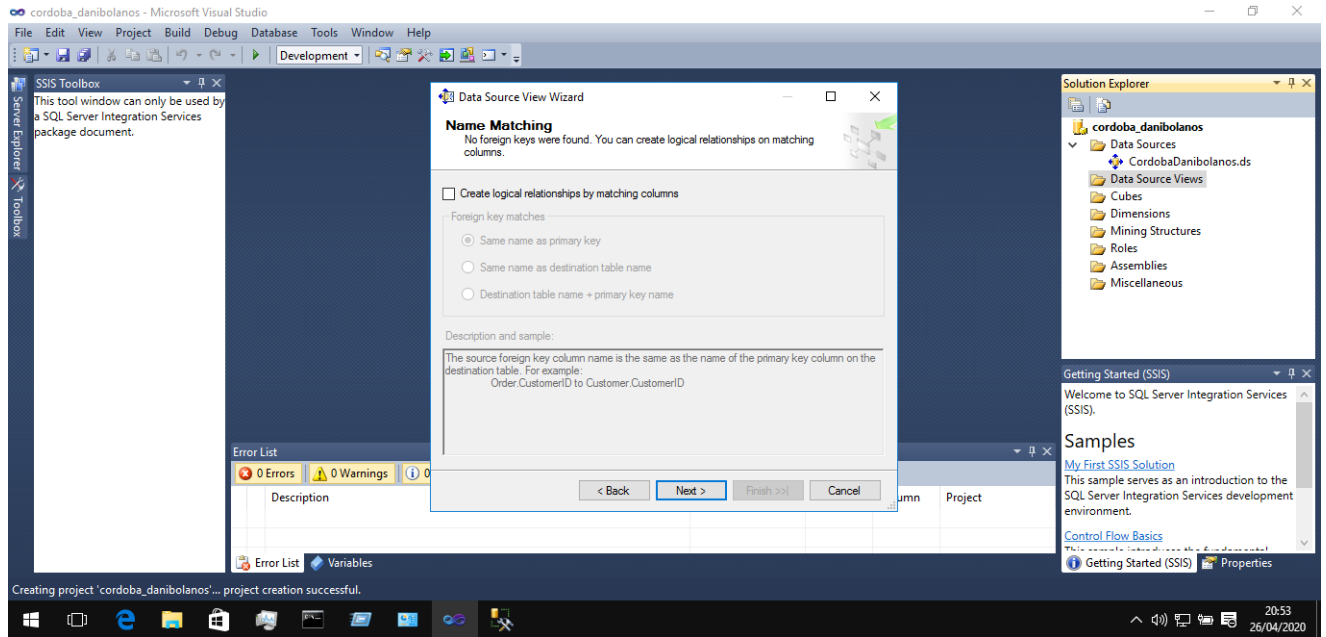 cordoba_danibolanos - Microsoft Visual Studio
File Edit View Project Build Debug Database Tools Window Help
Development
SSIS Toolbox
This tool window can only be used by
a SQL Server Integration Services
package document.
Server Explorer
Toolbox
Data Source View Wizard
Name Matching
No foreign keys were found. You can create logical relationships on matching
columns.
Create logical relationships by matching columns
Foreign key matches
Same name as primary key
Same name as destination table name
Destination table name + primary key name
Description and sample:
The source foreign key column name is the same as the name of the primary key column on the
destination table. For example:
Order.CustomerID to Customer.CustomerID
< Back Next > Finish >>| Cancel
Error List
0 Errors 0 Warnings 0
Description umn Project
Error List Variables
Solution Explorer
cordoba_danibolanos
Data Sources
CordobaDanibolanos.ds
Data Source Views
Cubes
Dimensions
Mining Structures
Roles
Assemblies
Miscellaneous
Getting Started (SSIS)
Welcome to SQL Server Integration Services
(SSIS).
Samples
My First SSIS Solution
This sample serves as an introduction to the
SQL Server Integration Services development
environment.
Control Flow Basics
This sample introduces the fundamental
Getting Started (SSIS) Properties
Creating project 'cordoba_danibolanos'... project creation successful.
20:53
26/04/2020